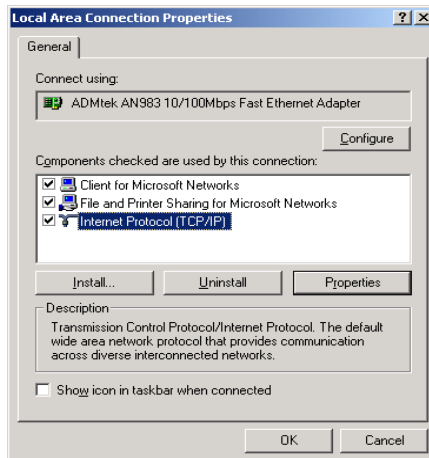 Local Area Connection Properties
General
Connect using:
ADMtek AN983 10/100Mbps Fast Ethernet Adapter
Configure
Components checked are used by this connection:
Client for Microsoft Networks
File and Printer Sharing for Microsoft Networks
Internet Protocol (TCP/IP)
Install... Uninstall Properties
Description
Transmission Control Protocol/Internet Protocol. The default
wide area network protocol that provides communication
across diverse interconnected networks.
Show icon in taskbar when connected
OK Cancel